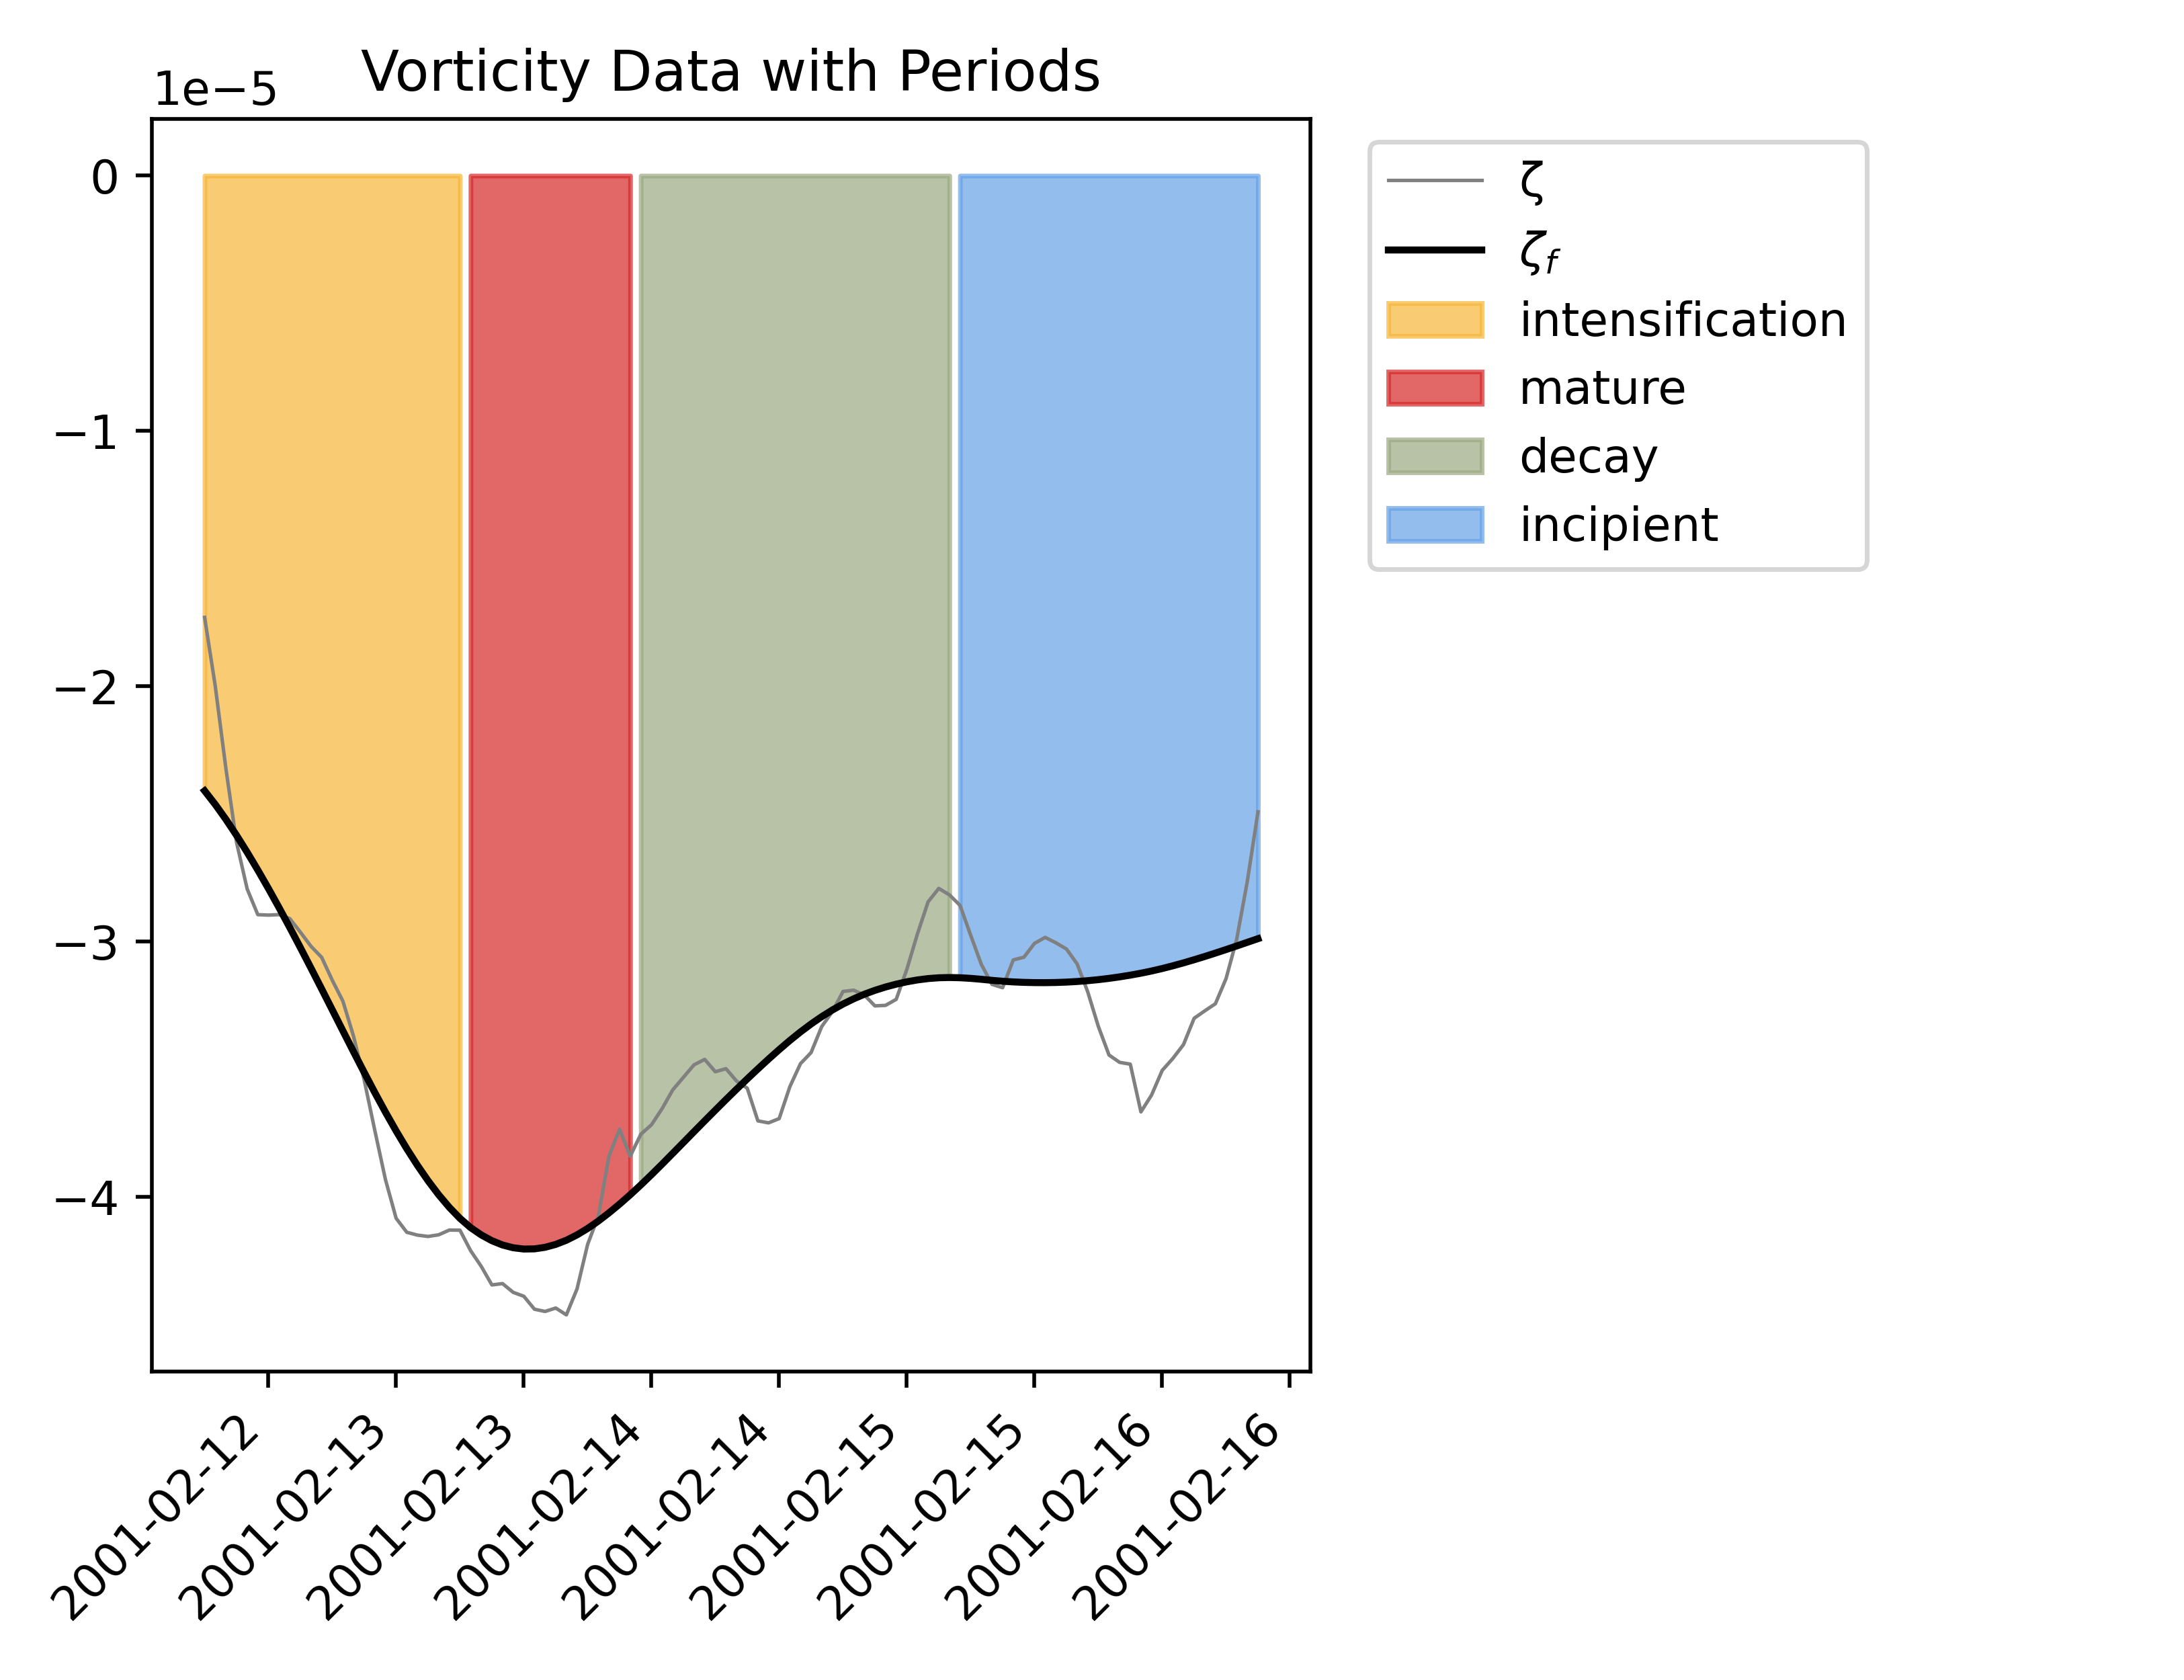 Vorticity Data with Periods
1e−5
0
−1
−2
−3
−4
2001-02-12
2001-02-13
2001-02-13
2001-02-14
2001-02-14
2001-02-15
2001-02-15
2001-02-16
2001-02-16
ζ
ζf
intensification
mature
decay
incipient